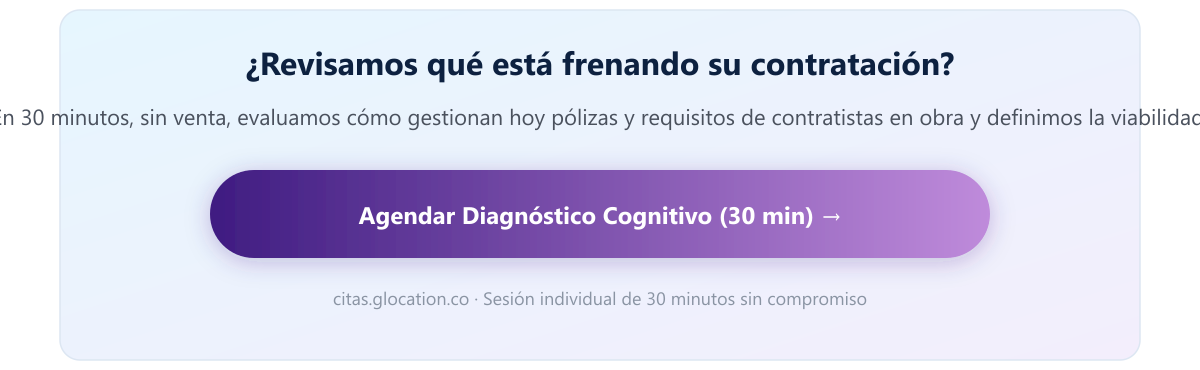 ¿Revisamos qué está frenando su contratación?
En 30 minutos, sin venta, evaluamos cómo gestionan hoy pólizas y requisitos de contratistas en obra y definimos la viabilidad
Agendar Diagnóstico Cognitivo (30 min) →
citas.glocation.co · Sesión individual de 30 minutos sin compromiso